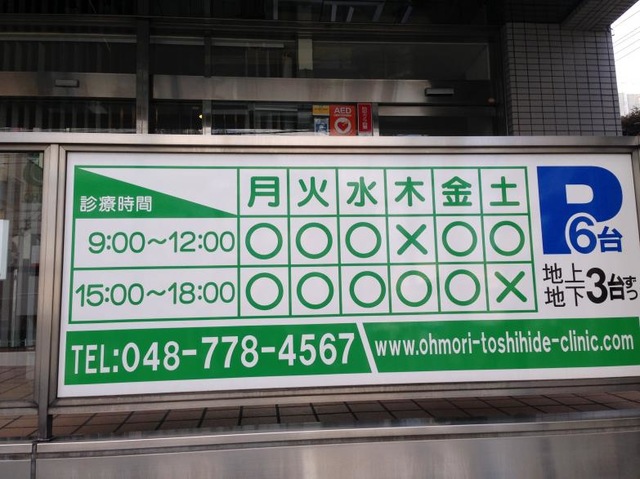 AED
診療時間 月 火 水 木 金 土
9:00～12:00 ○ ○ ○ × ○ ○
15:00～18:00 ○ ○ ○ ○ ○ ×
P 6台
地上
地下 3台ずつ
TEL:048-778-4567
www.ohmori-toshihide-clinic.com